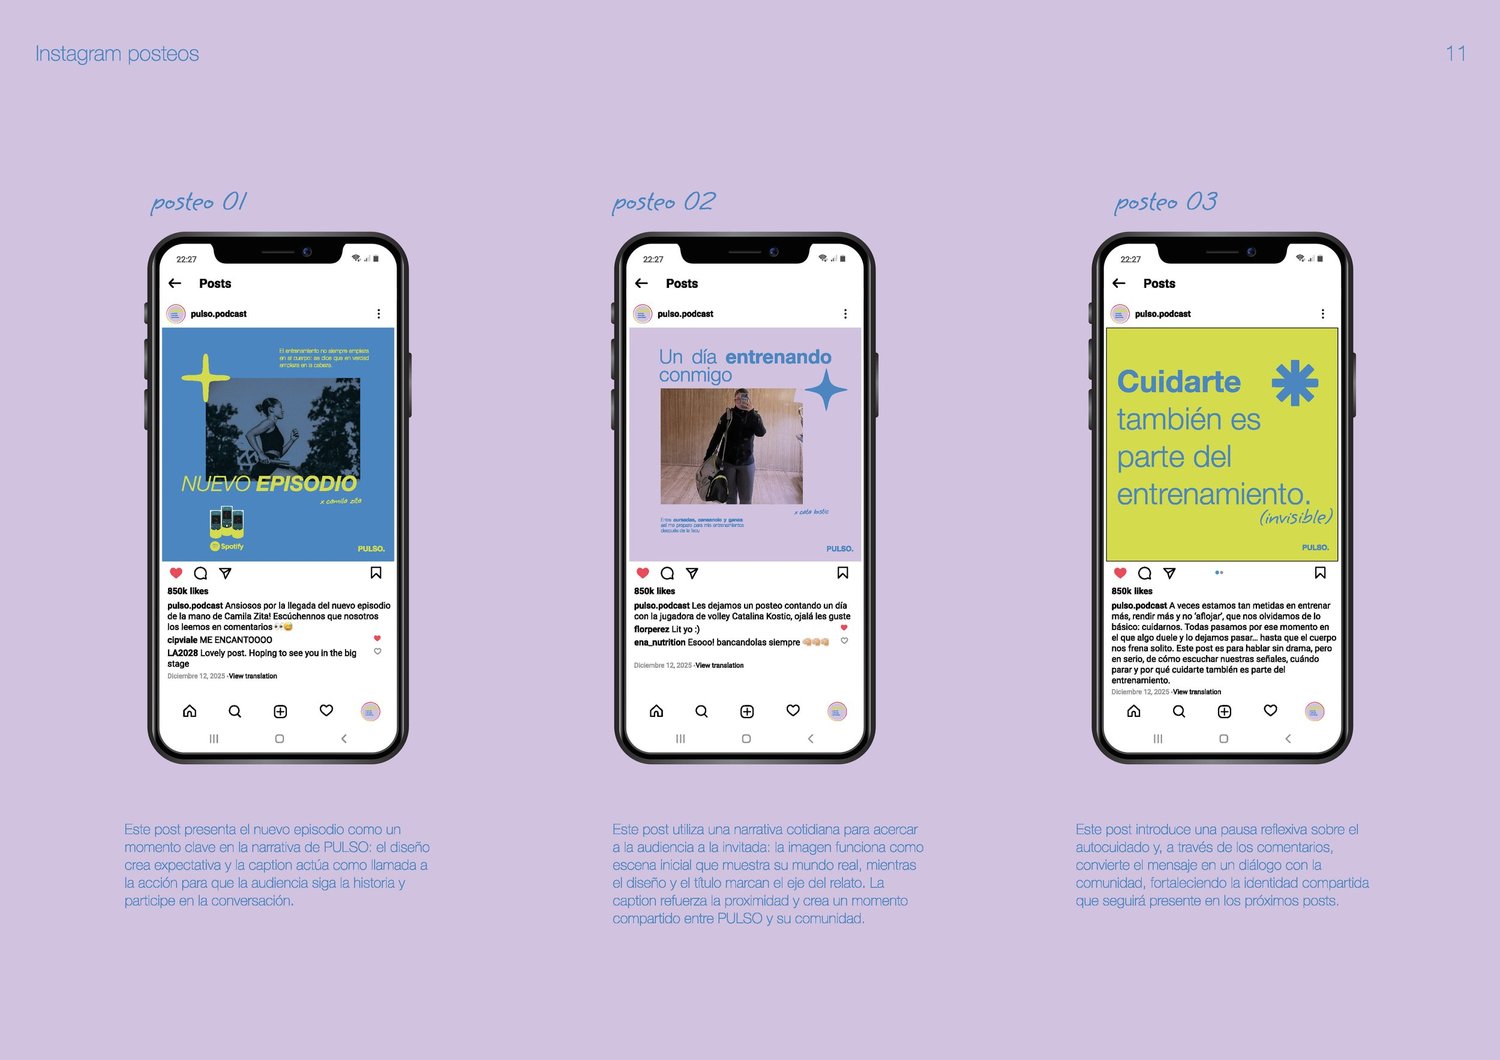 Instagram posteos
11
posteo 01
22:27
Posts
pulso.podcast
El entrenamiento no siempre empieza
en el cuerpo: se dice que en verdad
empieza en la cabeza.
NUEVO EPISODIO
x camila zita
Spotify
PULSO.
850k likes
pulso.podcast Ansiosos por la llegada del nuevo episodio
de la mano de Camila Zita! Escúchennos que nosotros
los leemos en comentarios 👀😅
cipviale ME ENCANTOOOO
LA2028 Lovely post. Hoping to see you in the big
stage
Diciembre 12, 2025 ·View translation
Este post presenta el nuevo episodio como un
momento clave en la narrativa de PULSO: el diseño
crea expectativa y la caption actúa como llamada a
la acción para que la audiencia siga la historia y
participe en la conversación.
posteo 02
22:27
Posts
pulso.podcast
Un día entrenando
conmigo
x cata kostic
Entre cursadas, cansancio y ganas
así me preparo para mis entrenamientos
después de la facu
PULSO.
850k likes
pulso.podcast Les dejamos un posteo contando un día
con la jugadora de volley Catalina Kostic, ojalá les guste
florperez Lit yo :)
ena_nutrition Esooo! bancandolas siempre 👊🏼👊🏼👊🏼
Diciembre 12, 2025 ·View translation
Este post utiliza una narrativa cotidiana para acercar
a la audiencia a la invitada: la imagen funciona como
escena inicial que muestra su mundo real, mientras
el diseño y el título marcan el eje del relato. La
caption refuerza la proximidad y crea un momento
compartido entre PULSO y su comunidad.
posteo 03
22:27
Posts
pulso.podcast
Cuidarte
también es
parte del
entrenamiento.
(invisible)
PULSO.
850k likes
pulso.podcast A veces estamos tan metidas en entrenar
más, rendir más y no 'aflojar', que nos olvidamos de lo
básico: cuidarnos. Todas pasamos por ese momento en
el que algo duele y lo dejamos pasar... hasta que el cuerpo
nos frena solito. Este post es para hablar sin drama, pero
en serio, de cómo escuchar nuestras señales, cuándo
parar y por qué cuidarte también es parte del
entrenamiento.
Diciembre 12, 2025 ·View translation
Este post introduce una pausa reflexiva sobre el
autocuidado y, a través de los comentarios,
convierte el mensaje en un diálogo con la
comunidad, fortaleciendo la identidad compartida
que seguirá presente en los próximos posts.